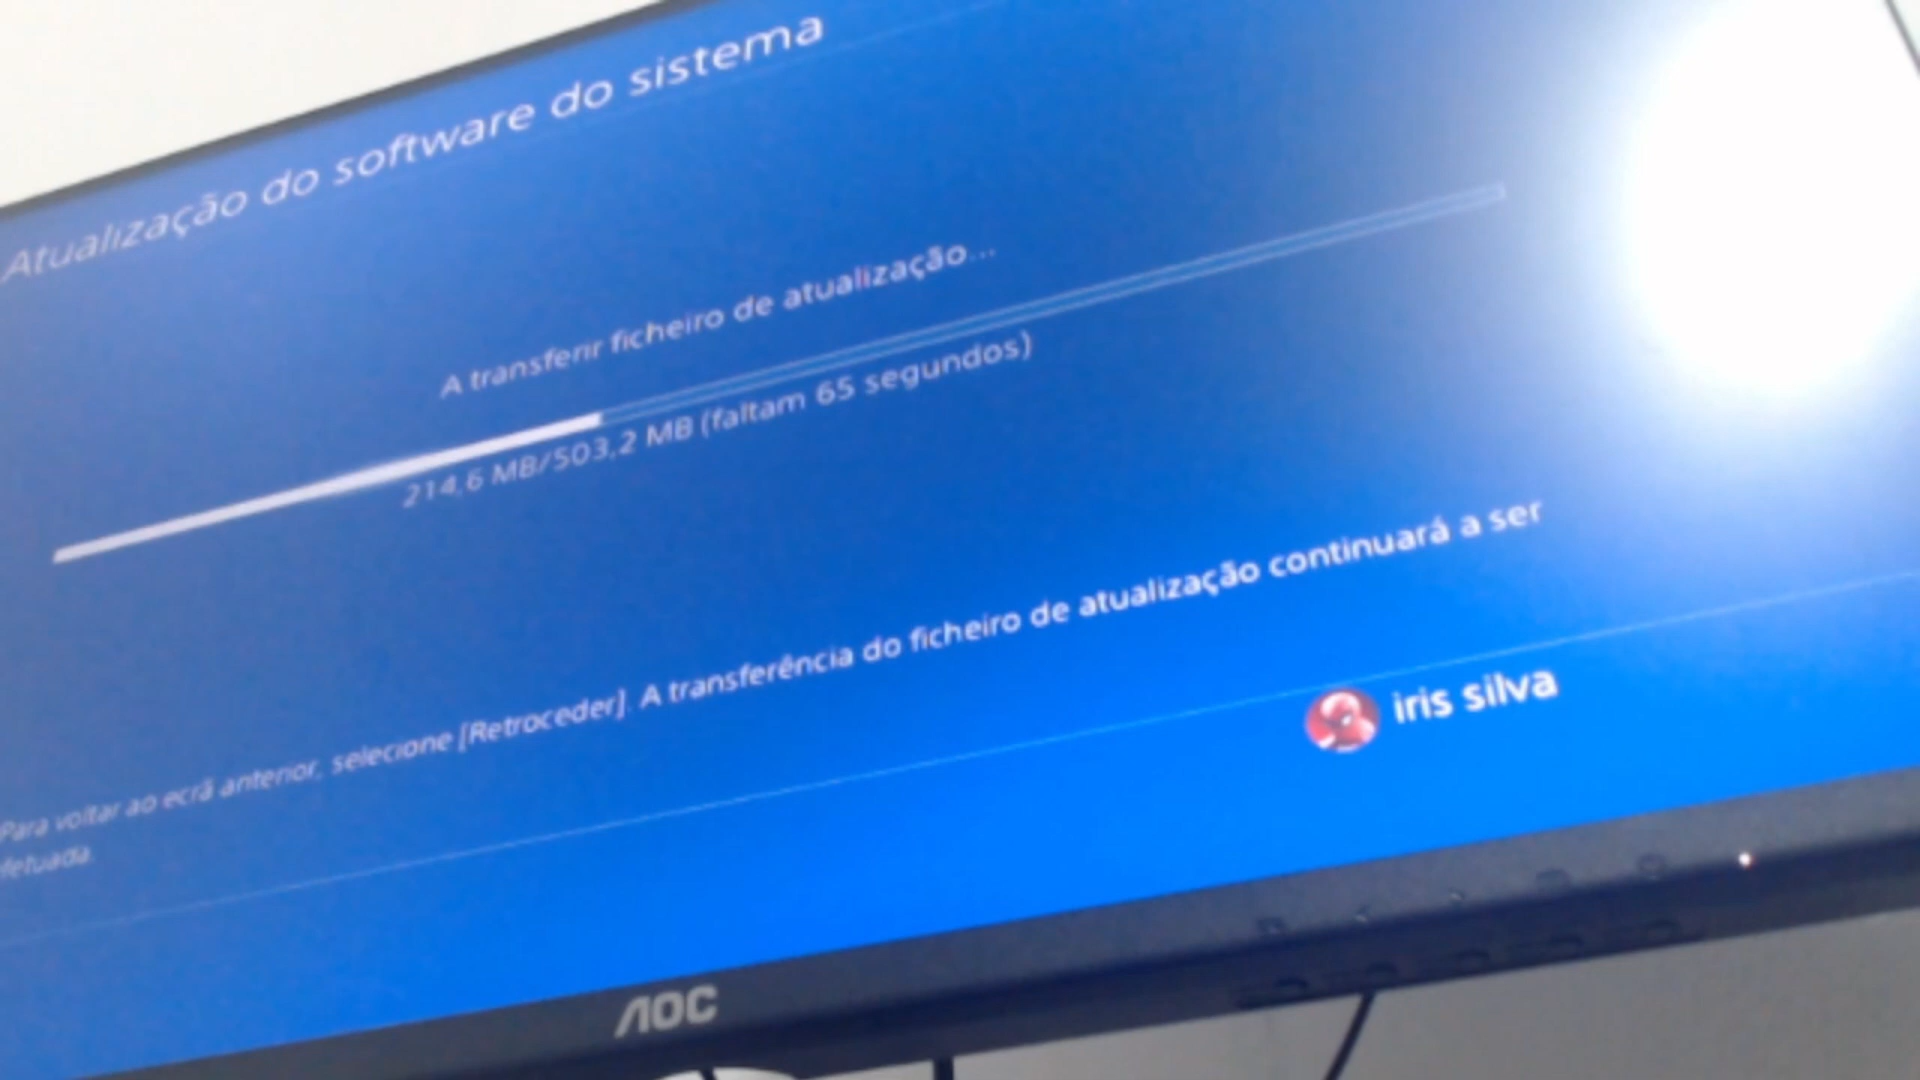 Atualização do software do sistema
A transferir ficheiro de atualização...
214,6 MB/503,2 MB (faltam 65 segundos)
Para voltar ao ecrã anterior, selecione [Retroceder]. A transferência do ficheiro de atualização continuará a ser
efetuada.
iris silva
AOC